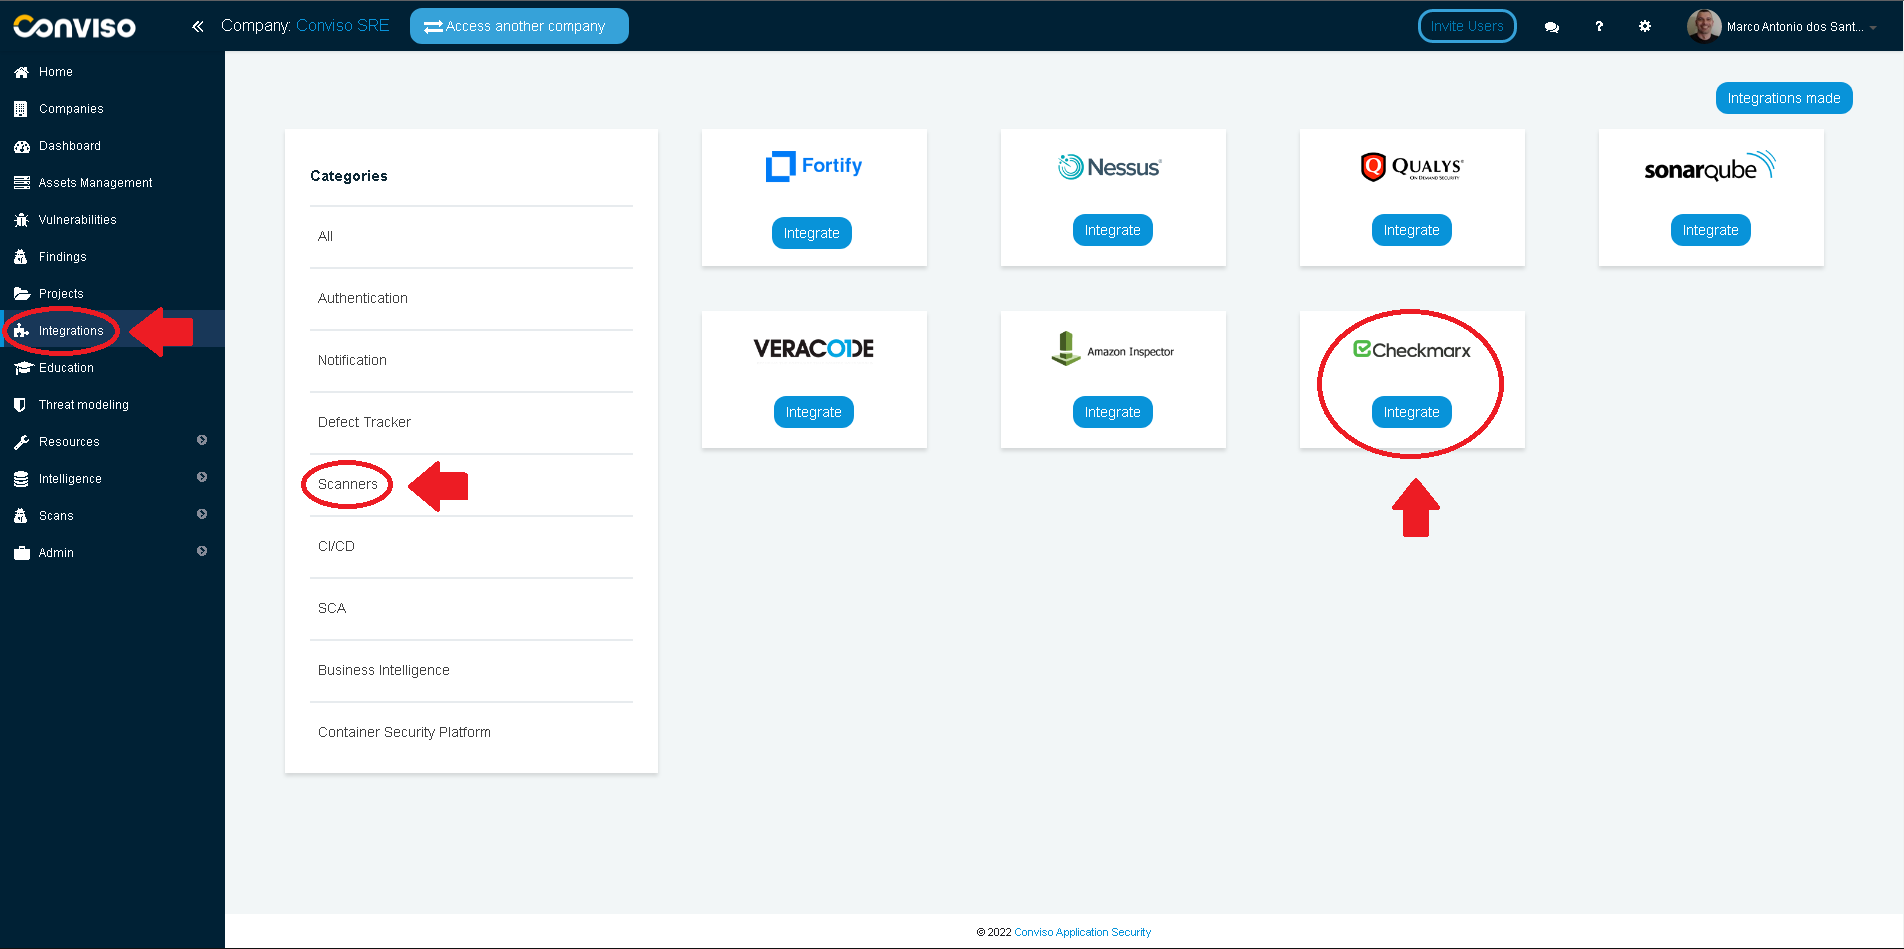 Conviso
Company: Conviso SRE
Access another company
Invite Users
?
Marco Antonio dos Sant...
Home
Companies
Dashboard
Assets Management
Vulnerabilities
Findings
Projects
Integrations
Education
Threat modeling
Resources
Intelligence
Scans
Admin
Integrations made
Categories
All
Authentication
Notification
Defect Tracker
Scanners
CI/CD
SCA
Business Intelligence
Container Security Platform
Fortify
Integrate
Nessus
Integrate
QUALYS
ON DEMAND SECURITY
Integrate
sonarqube
Integrate
VERACODE
Integrate
Amazon Inspector
Integrate
Checkmarx
Integrate
© 2022 Conviso Application Security